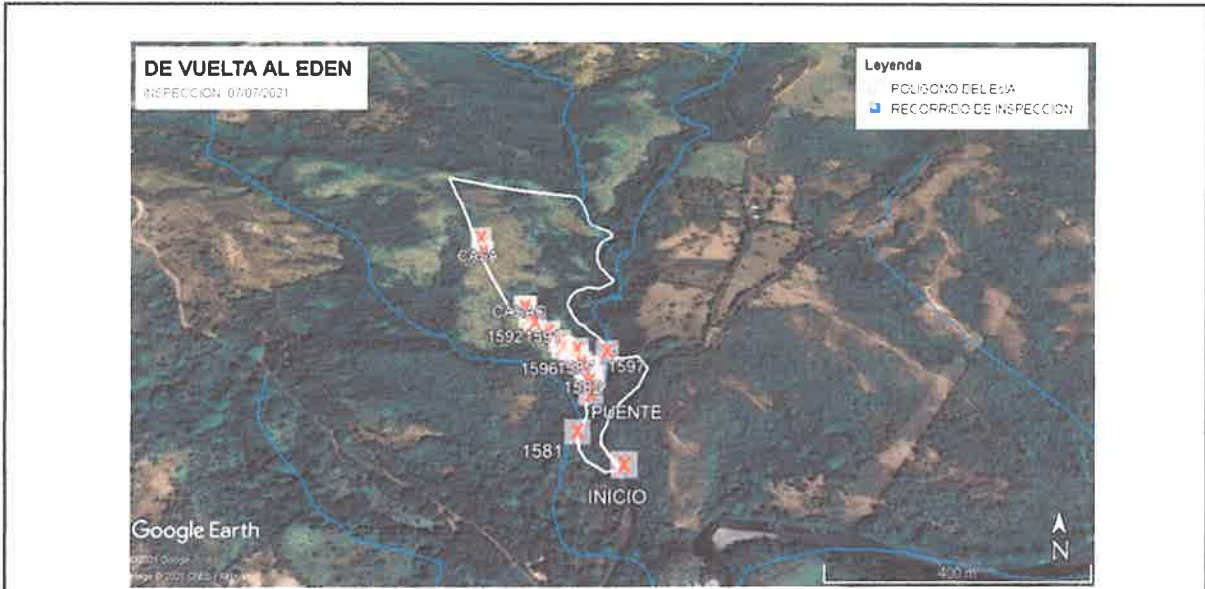 DE VUELTA AL EDEN
INSPECCION 07/07/2021
Leyenda
POLIGONO DEL EsIA
RECORRIDO DE INSPECCION
CASA
1592
1596
1597
PUENTE
1581
INICIO
Google Earth
N
400 m